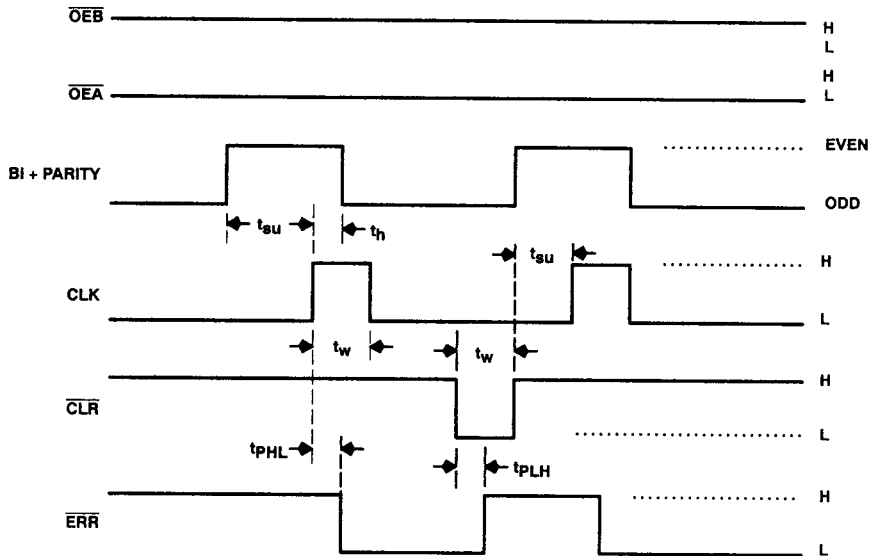 OEB
H
L
H
OEA
L
EVEN
BI + PARITY
ODD
tsu
th
tsu
H
CLK
L
tw
tw
H
CLR
L
tPHL
tPLH
H
ERR
L